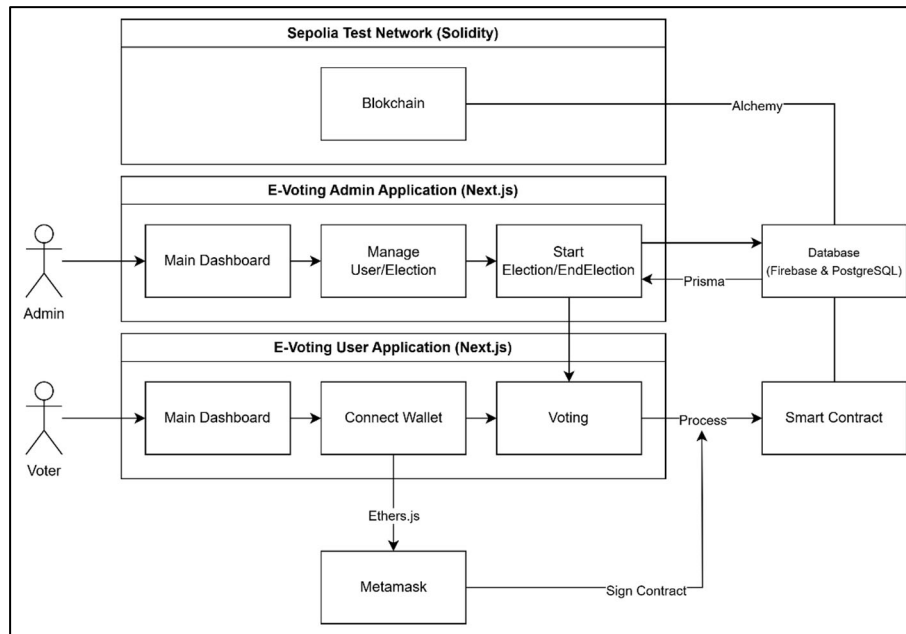 Sepolia Test Network (Solidity)
Blokchain
Alchemy
E-Voting Admin Application (Next.js)
Main Dashboard
Manage
User/Election
Start
Election/EndElection
Database
(Firebase & PostgreSQL)
Prisma
Admin
E-Voting User Application (Next.js)
Main Dashboard
Connect Wallet
Voting
Process
Smart Contract
Voter
Ethers.js
Metamask
Sign Contract